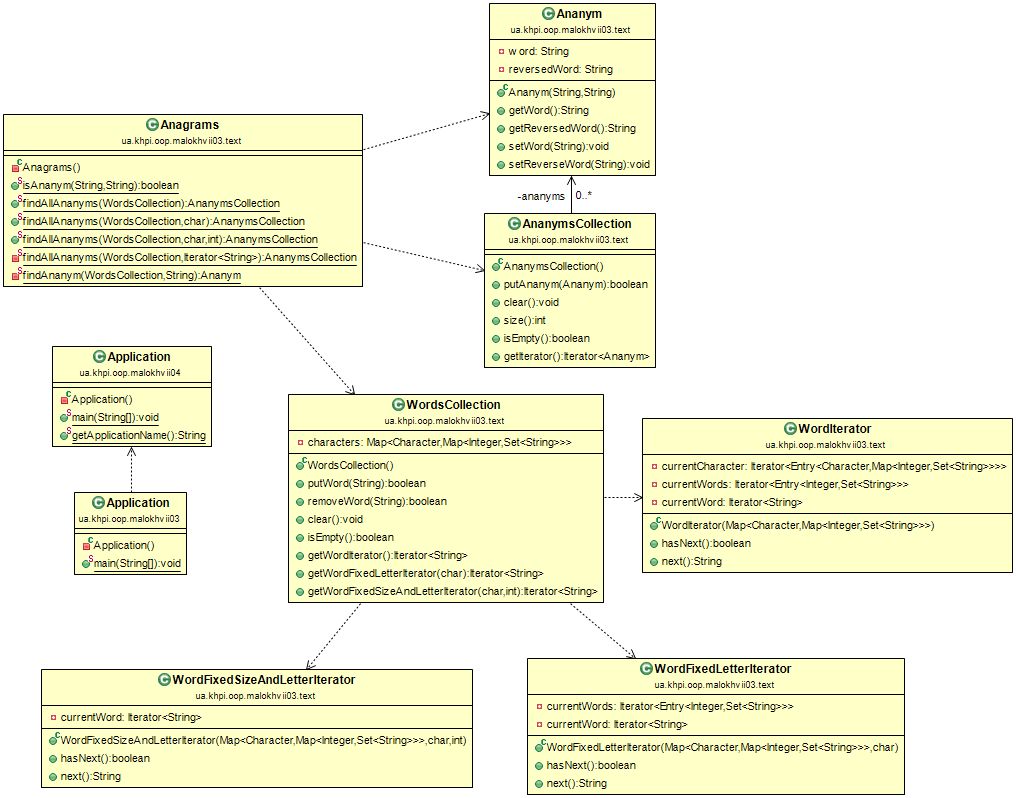 Ananym
ua.khpi.oop.malokhvii03.text
word: String
reversedWord: String
Ananym(String,String)
getWord():String
getReversedWord():String
setWord(String):void
setReverseWord(String):void
Anagrams
ua.khpi.oop.malokhvii03.text
Anagrams()
isAnanym(String,String):boolean
findAllAnanyms(WordsCollection):AnanymsCollection
findAllAnanyms(WordsCollection,char):AnanymsCollection
findAllAnanyms(WordsCollection,char,int):AnanymsCollection
findAllAnanyms(WordsCollection,Iterator<String>):AnanymsCollection
findAnanym(WordsCollection,String):Ananym
-ananyms 0..*
AnanymsCollection
ua.khpi.oop.malokhvii03.text
AnanymsCollection()
putAnanym(Ananym):boolean
clear():void
size():int
isEmpty():boolean
getIterator():Iterator<Ananym>
Application
ua.khpi.oop.malokhvii04
Application()
main(String[]):void
getApplicationName():String
Application
ua.khpi.oop.malokhvii03
Application()
main(String[]):void
WordsCollection
ua.khpi.oop.malokhvii03.text
characters: Map<Character,Map<Integer,Set<String>>>
WordsCollection()
putWord(String):boolean
removeWord(String):boolean
clear():void
isEmpty():boolean
getWordIterator():Iterator<String>
getWordFixedLetterIterator(char):Iterator<String>
getWordFixedSizeAndLetterIterator(char,int):Iterator<String>
WordIterator
ua.khpi.oop.malokhvii03.text
currentCharacter: Iterator<Entry<Character,Map<Integer,Set<String>>>>
currentWords: Iterator<Entry<Integer,Set<String>>>
currentWord: Iterator<String>
WordIterator(Map<Character,Map<Integer,Set<String>>>)
hasNext():boolean
next():String
WordFixedSizeAndLetterIterator
ua.khpi.oop.malokhvii03.text
currentWord: Iterator<String>
WordFixedSizeAndLetterIterator(Map<Character,Map<Integer,Set<String>>>,char,int)
hasNext():boolean
next():String
WordFixedLetterIterator
ua.khpi.oop.malokhvii03.text
currentWords: Iterator<Entry<Integer,Set<String>>>
currentWord: Iterator<String>
WordFixedLetterIterator(Map<Character,Map<Integer,Set<String>>>,char)
hasNext():boolean
next():String